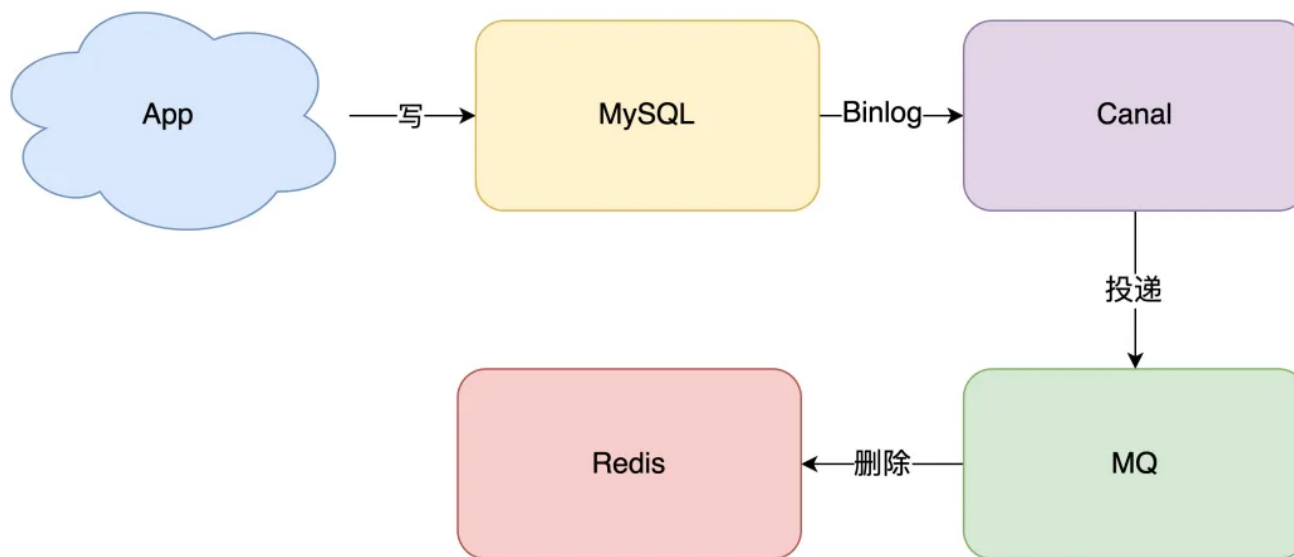 App
写
MySQL
Binlog
Canal
投递
MQ
删除
Redis